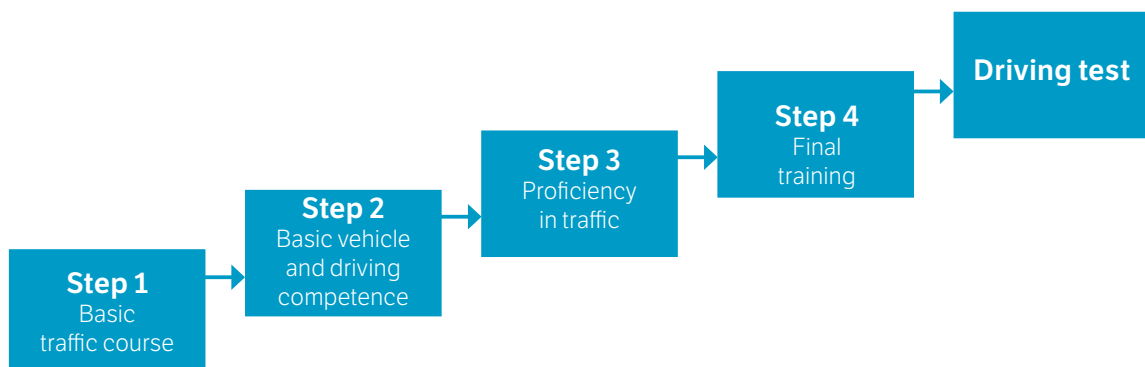 Step 1
Basic
traffic course
Step 2
Basic vehicle
and driving
competence
Step 3
Proficiency
in traffic
Step 4
Final
training
Driving test